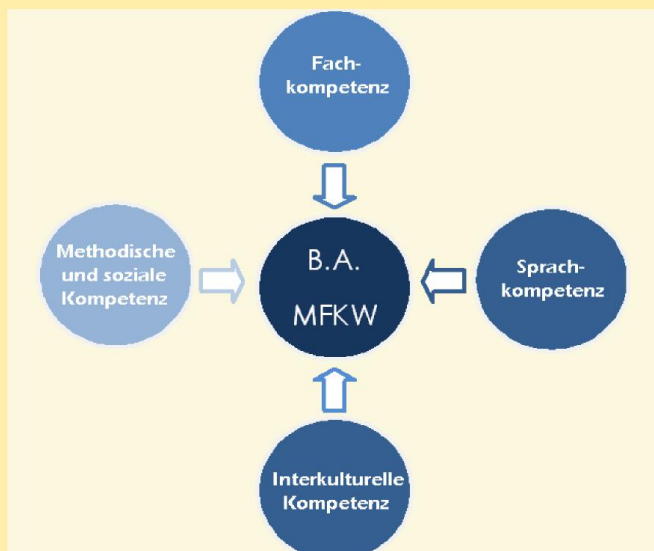 Fach-
kompetenz
Methodische
und soziale
Kompetenz
B.A.
MFKW
Sprach-
kompetenz
Interkulturelle
Kompetenz